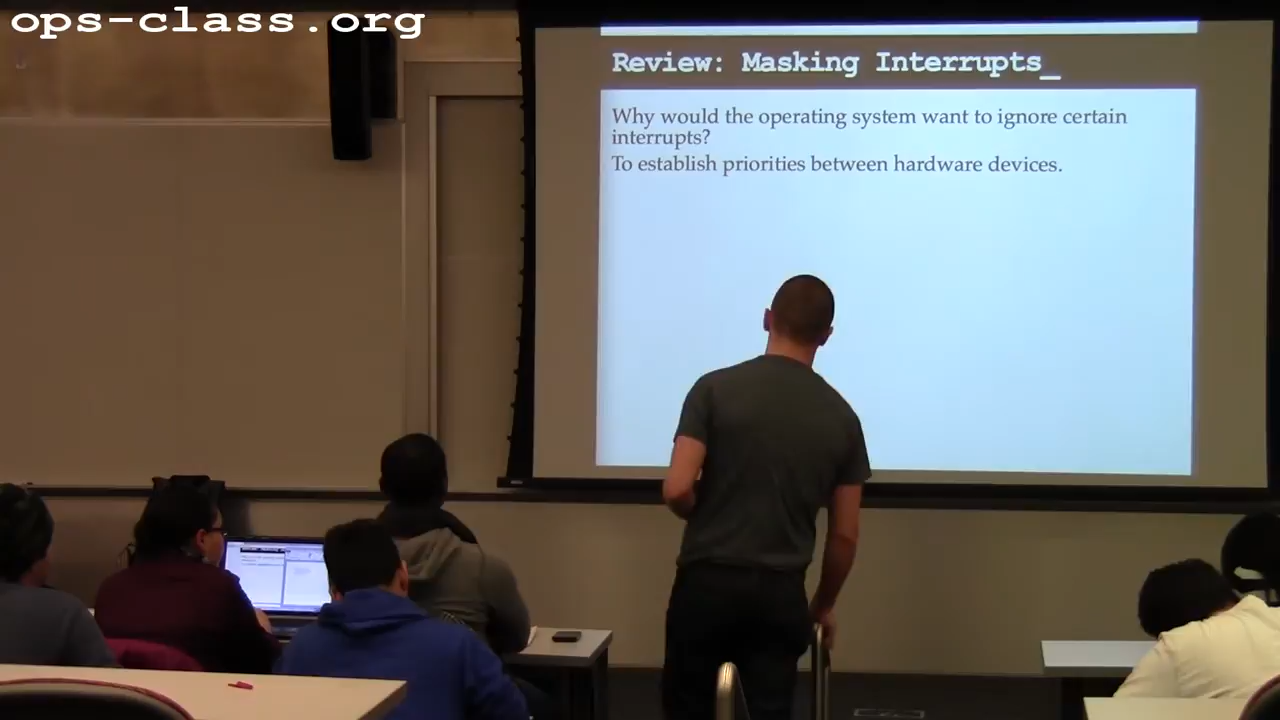 ops-class.org
Review: Masking Interrupts_
Why would the operating system want to ignore certain
interrupts?
To establish priorities between hardware devices.